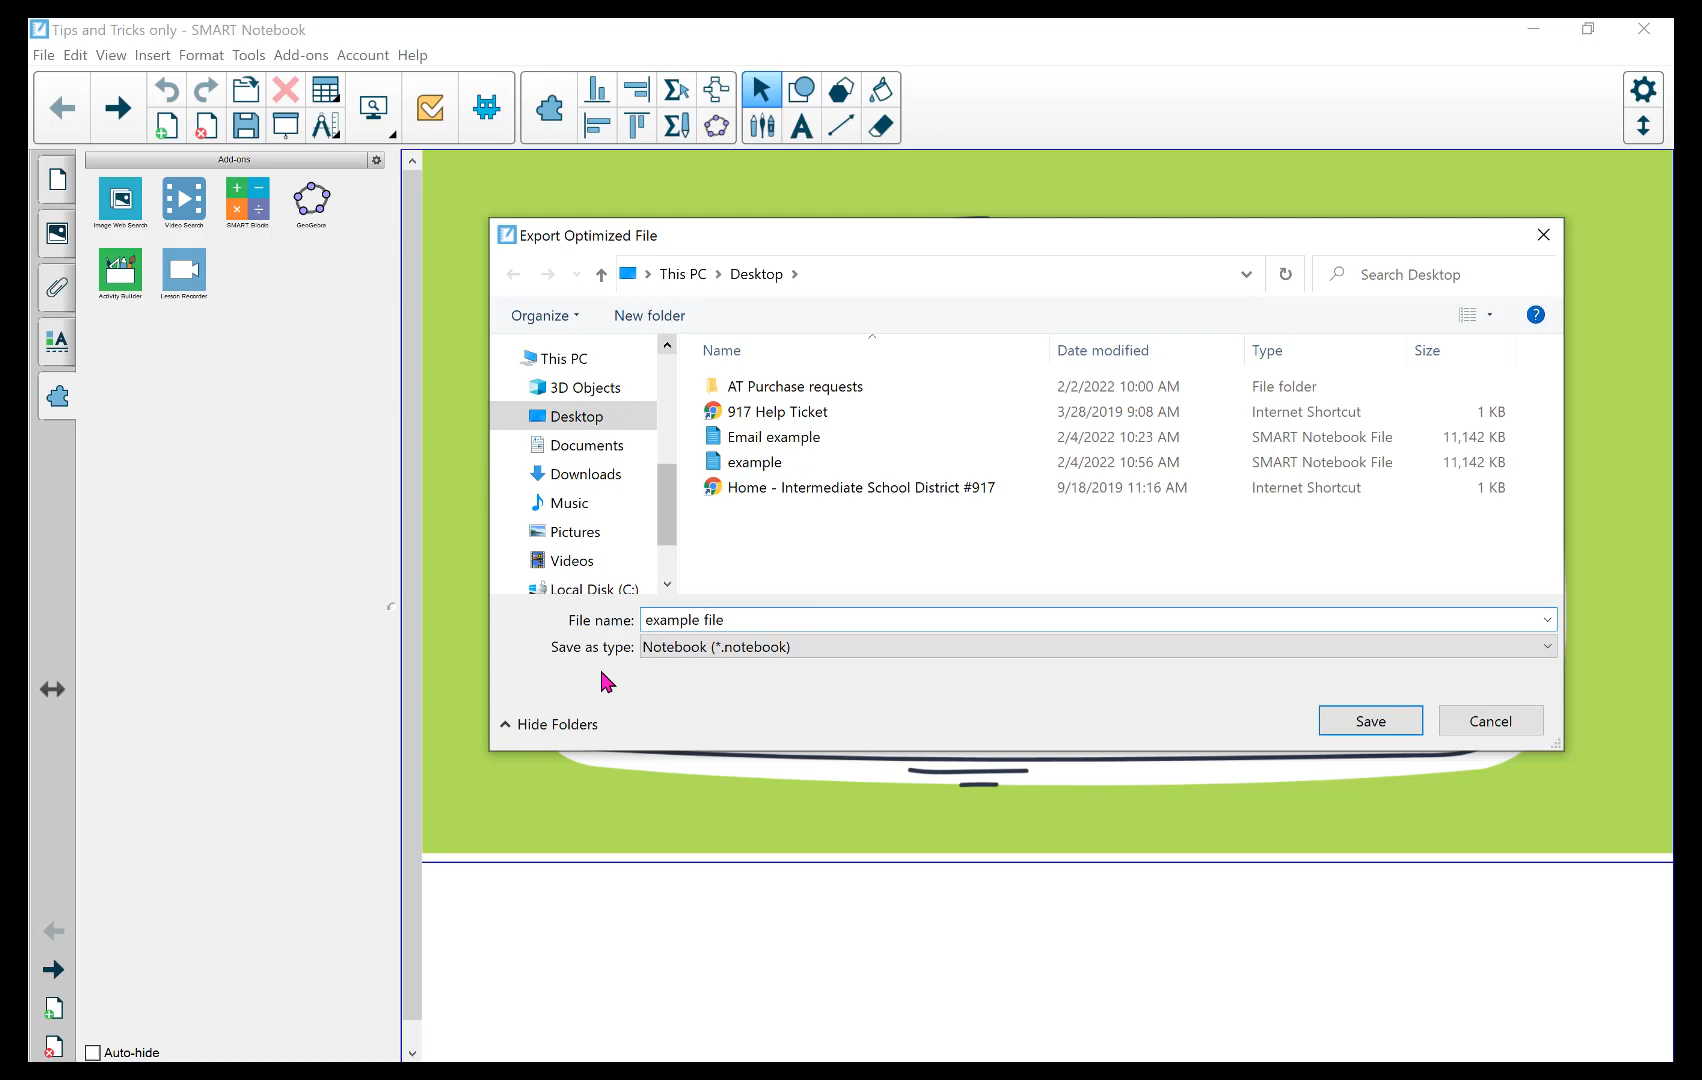 Tips and Tricks only - SMART Notebook
File Edit View Insert Format Tools Add-ons Account Help
Add-ons
Image Web Search Video Search SMART Blocks GeoGebra
Activity Builder Lesson Recorder
Auto-hide
Export Optimized File
This PC > Desktop >
Search Desktop
Organize New folder
This PC
3D Objects
Desktop
Documents
Downloads
Music
Pictures
Videos
Local Disk (C:)
Name Date modified Type Size
AT Purchase requests 2/2/2022 10:00 AM File folder
917 Help Ticket 3/28/2019 9:08 AM Internet Shortcut 1 KB
Email example 2/4/2022 10:23 AM SMART Notebook File 11,142 KB
example 2/4/2022 10:56 AM SMART Notebook File 11,142 KB
Home - Intermediate School District #917 9/18/2019 11:16 AM Internet Shortcut 1 KB
File name: example file
Save as type: Notebook (*.notebook)
Hide Folders
Save Cancel